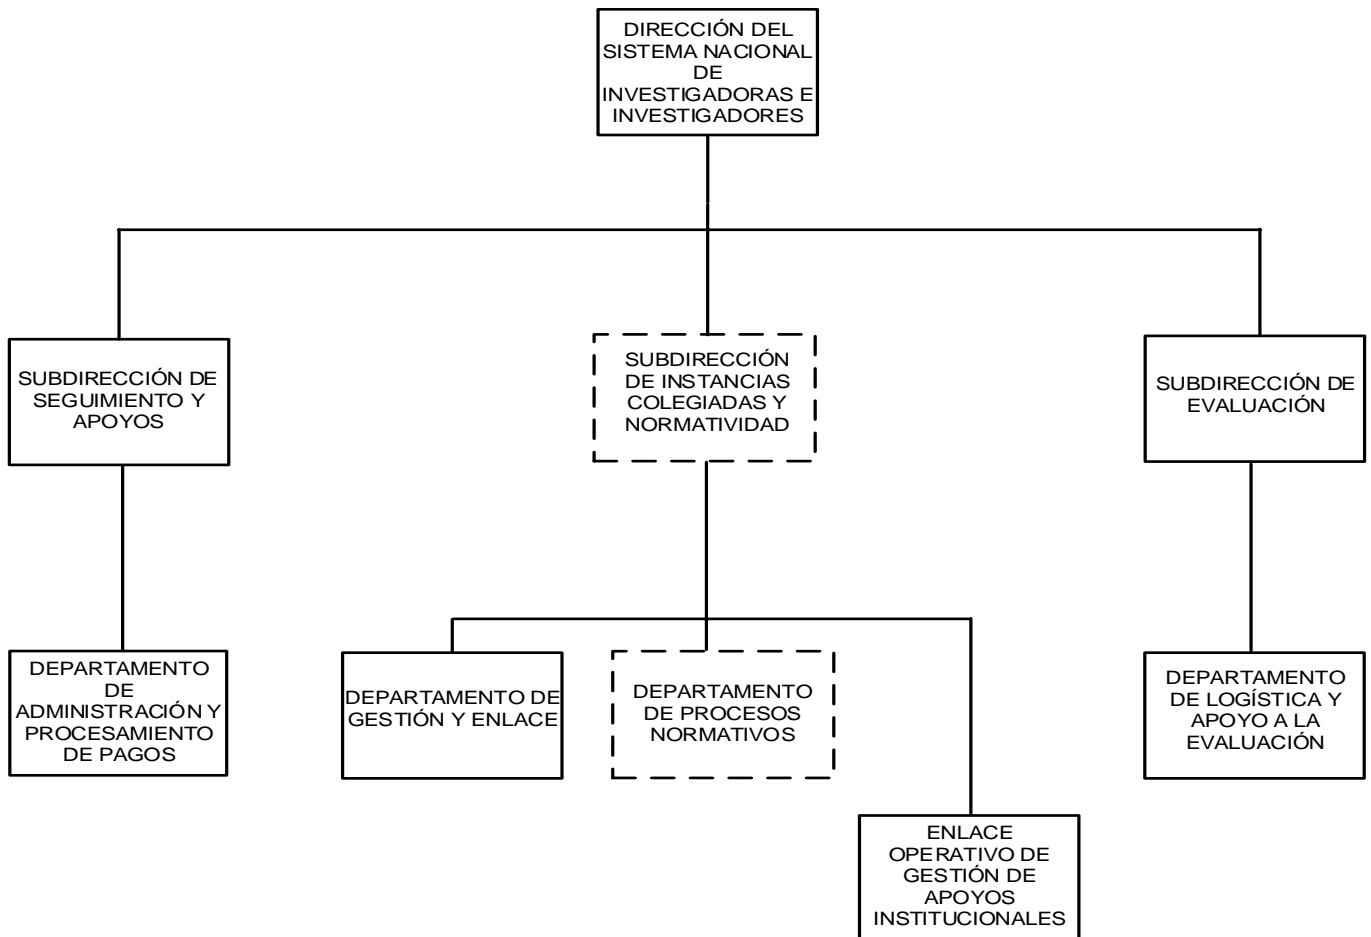 DIRECCIÓN DEL
SISTEMA NACIONAL
DE
INVESTIGADORAS E
INVESTIGADORES
SUBDIRECCIÓN DE
SEGUIMIENTO Y
APOYOS
SUBDIRECCIÓN
DE INSTANCIAS
COLEGIADAS Y
NORMATIVIDAD
SUBDIRECCIÓN DE
EVALUACIÓN
DEPARTAMENTO
DE
ADMINISTRACIÓN Y
PROCESAMIENTO
DE PAGOS
DEPARTAMENTO DE
GESTIÓN Y ENLACE
DEPARTAMENTO
DE PROCESOS
NORMATIVOS
DEPARTAMENTO
DE LOGÍSTICA Y
APOYO A LA
EVALUACIÓN
ENLACE
OPERATIVO DE
GESTIÓN DE
APOYOS
INSTITUCIONALES